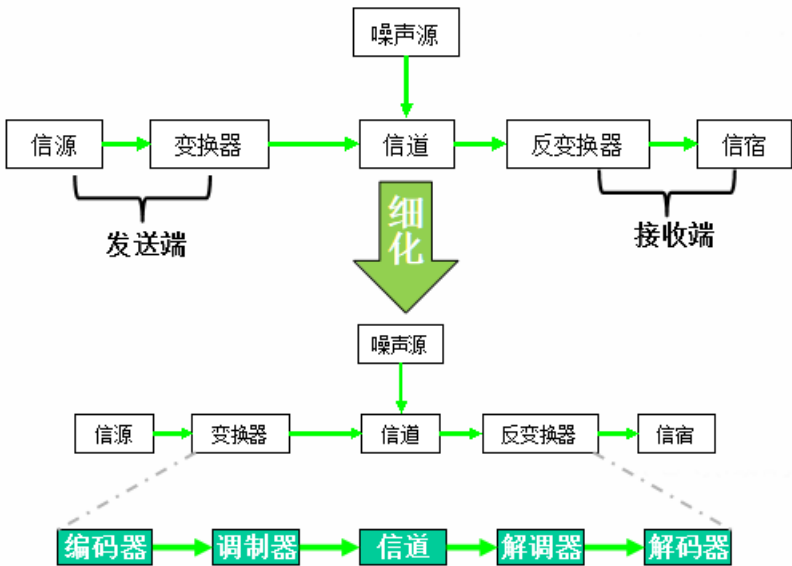 噪声源
信源 变换器 信道 反变换器 信宿
发送端 接收端
细
化
噪声源
信源 变换器 信道 反变换器 信宿
编码器 调制器 信道 解调器 解码器